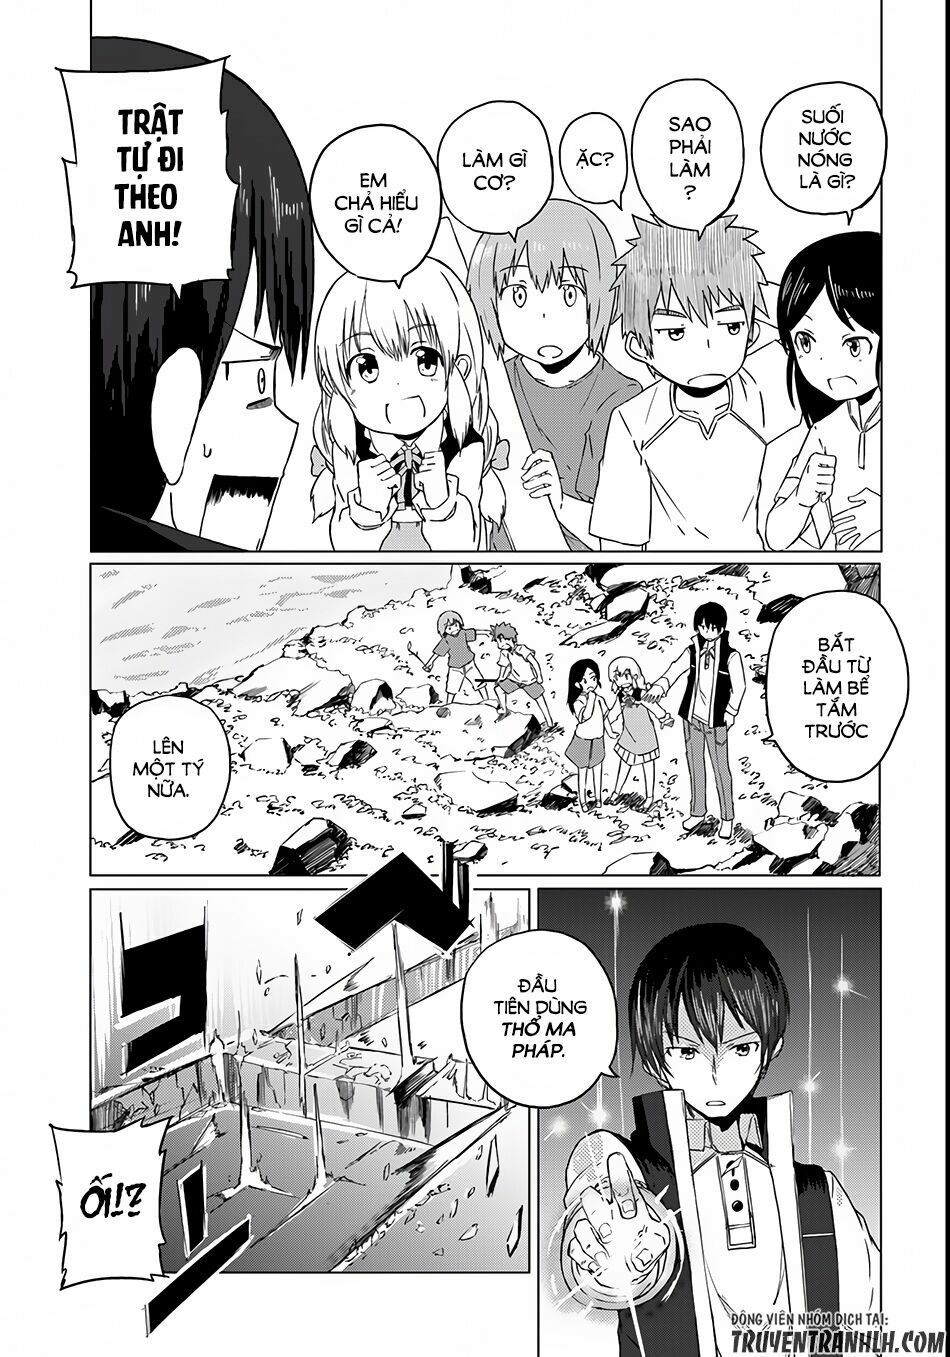 SUỐI
NƯỚC
NÓNG
LÀ GÌ?
SAO
PHẢI
LÀM
?
ẶC?
LÀM GÌ
CƠ?
EM
CHẢ HIỂU
GÌ CẢ!
TRẬT
TỰ ĐI
THEO
ANH!
BẮT
ĐẦU TỪ
LÀM BỂ
TẮM
TRƯỚC
LÊN
MỘT TÝ
NỮA.
ĐẦU
TIÊN DÙNG
THỔ MA
PHÁP.
ỐI!?
ĐỘNG VIÊN NHÓM DỊCH TẠI:
TRUYENTRANHLH.COM